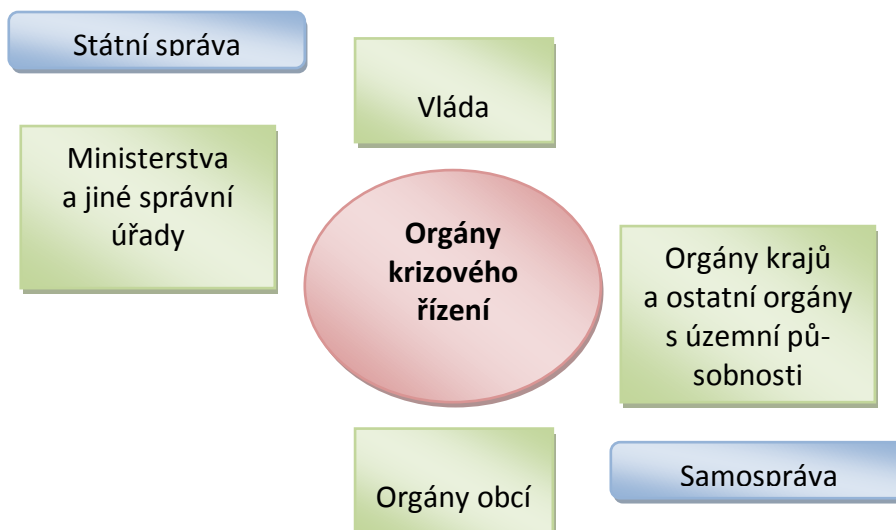 Státní správa
Vláda
Ministerstva
a jiné správní
úřady
Orgány
krizového
řízení
Orgány krajů
a ostatní orgány
s územní pů-
sobnosti
Orgány obcí
Samospráva